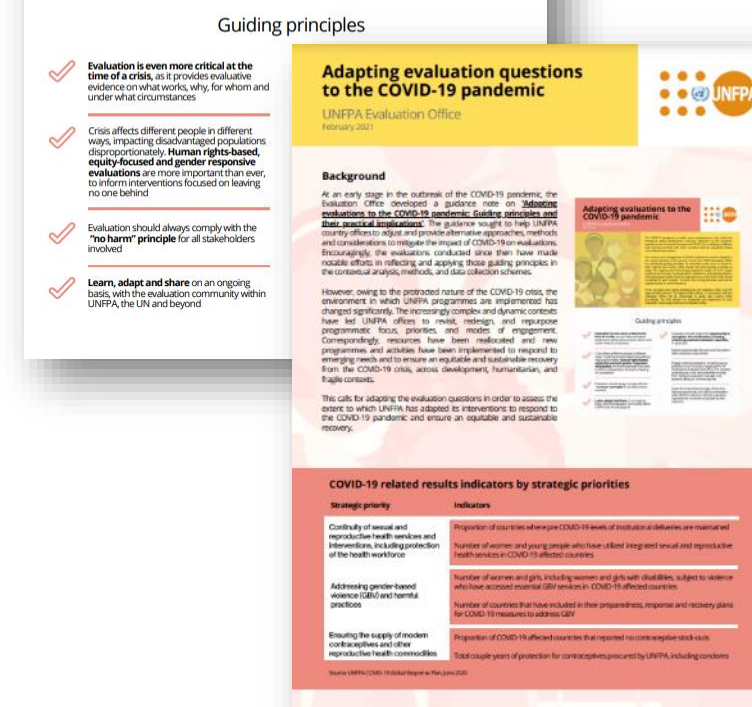 Guiding principles
Evaluation is even more critical at the
time of a crisis, as it provides evaluative
evidence on what works, why, for whom and
under what circumstances
Crisis affects different people in different
ways, impacting disadvantaged populations
disproportionately. Human rights-based,
equity-focused and gender responsive
evaluations are more important than ever,
to inform interventions focused on leaving
no one behind
Evaluation should always comply with the
"no harm" principle for all stakeholders
involved
Learn, adapt and share on an ongoing
basis, with the evaluation community within
UNFPA, the UN and beyond
Adapting evaluation questions
to the COVID-19 pandemic
UNFPA Evaluation Office
February 2021
UNFPA
Background
At an early stage in the outbreak of the COVID-19 pandemic, the
Evaluation Office developed a guidance note on 'Adapting
evaluations to the COVID-19 pandemic: Guiding principles and
their practical implications'. The guidance sought to help UNFPA
country offices to adjust and provide alternative approaches, methods
and considerations to mitigate the impact of COVID-19 on evaluations.
Encouragingly, the evaluations conducted since then have made
notable efforts in reflecting and applying those guiding principles in
the contextual analysis, methods, and data collection schemes.
However, owing to the protracted nature of the COVID-19 crisis, the
environment in which UNFPA programmes are implemented has
changed significantly. The increasingly complex and dynamic contexts
have led UNFPA offices to revisit, redesign, and repurpose
programmatic focus, priorities, and modes of engagement.
Correspondingly, resources have been reallocated and new
programmes and activities have been implemented to respond to
emerging needs and to ensure an equitable and sustainable recovery
from the COVID-19 crisis, across development, humanitarian, and
fragile contexts.
This calls for adapting the evaluation questions in order to assess the
extent to which UNFPA has adapted its interventions to respond to
the COVID-19 pandemic and ensure an equitable and sustainable
recovery.
Adapting evaluations to the
COVID-19 pandemic
Guiding principles
COVID-19 related results indicators by strategic priorities
Strategic priority
Indicators
Continuity of sexual and
reproductive health services and
interventions, including protection
of the health workforce
Proportion of countries where pre COVID-19 levels of institutional deliveries are maintained
Number of women and young people who have utilized integrated sexual and reproductive
health services in COVID-19 affected countries
Addressing gender-based
violence (GBV) and harmful
practices
Number of women and girls, including women and girls with disabilities, subject to violence
who have accessed essential GBV services in COVID-19 affected countries
Number of countries that have included in their preparedness, response and recovery plans
for COVID-19 measures to address GBV
Ensuring the supply of modern
contraceptives and other
reproductive health commodities
Proportion of COVID-19 affected countries that reported no contraceptive stock-outs
Total couple-years of protection for contraceptives procured by UNFPA, including condoms
Source: UNFPA COVID-19 Global Response Plan, June 2020